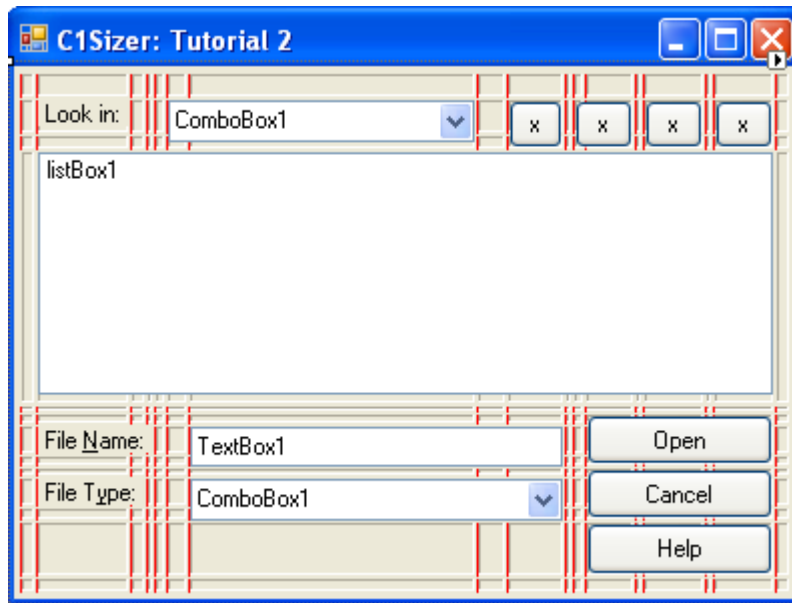 C1Sizer: Tutorial 2
Look in: ComboBox1 x x x x
listBox1
File Name: TextBox1 Open
File Type: ComboBox1 Cancel
Help